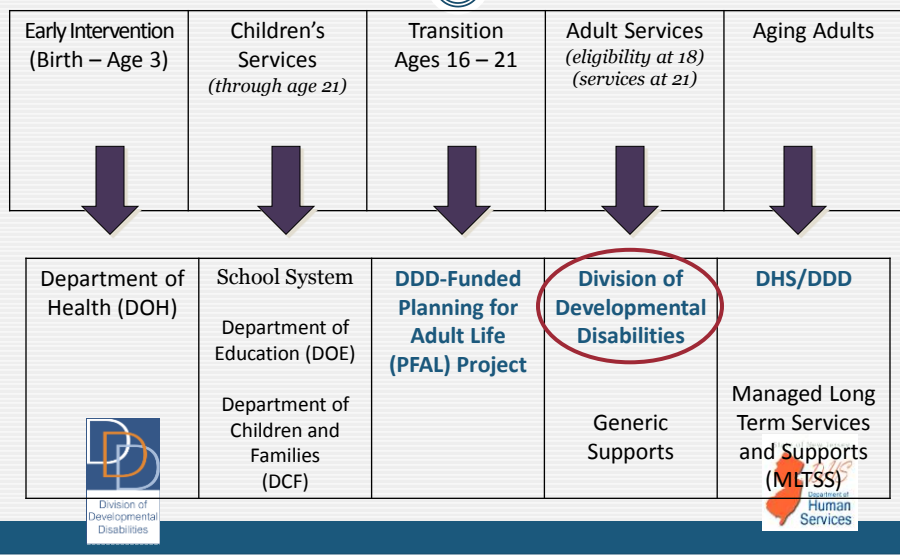 Early Intervention
(Birth – Age 3)
Children's
Services
(through age 21)
Transition
Ages 16 – 21
Adult Services
(eligibility at 18)
(services at 21)
Aging Adults
Department of
Health (DOH)
School System
Department of
Education (DOE)
Department of
Children and
Families
(DCF)
DDD-Funded
Planning for
Adult Life
(PFAL) Project
Division of
Developmental
Disabilities
Generic
Supports
DHS/DDD
Managed Long
Term Services
and Supports
(MLTSS)
DDD
Division of
Developmental
Disabilities
DHS
Department of
Human
Services